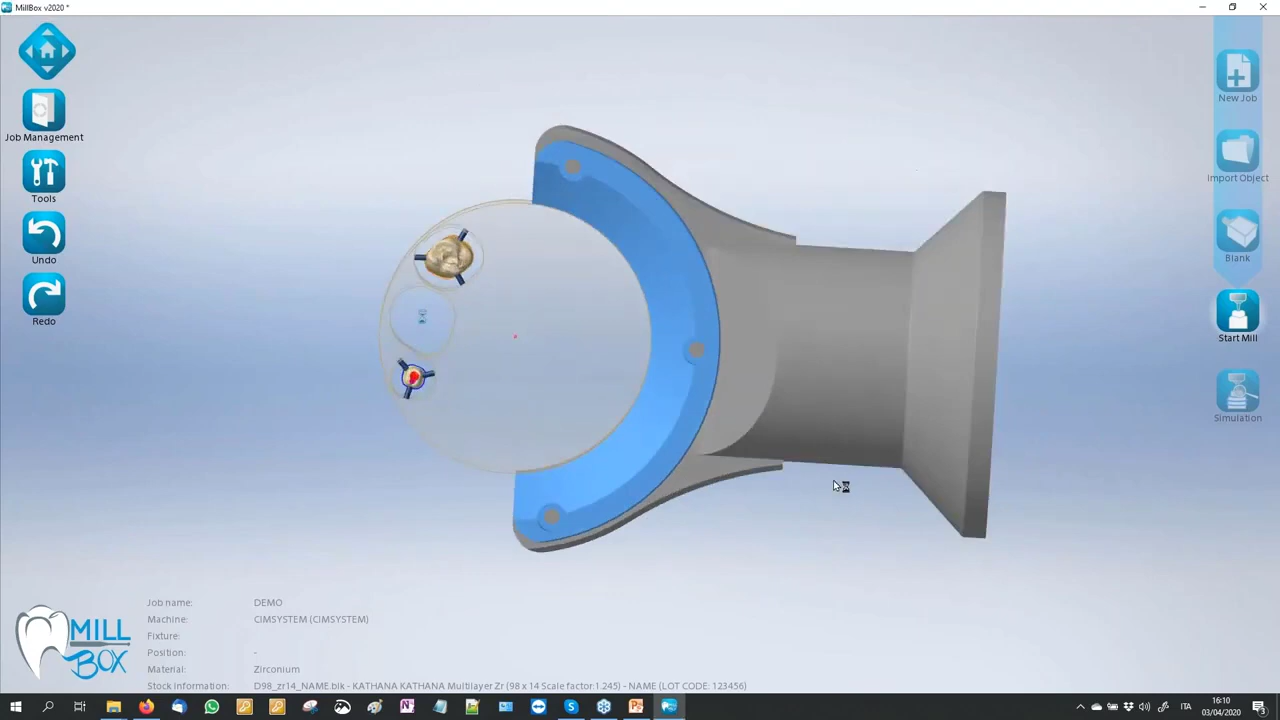 MillBox v2020 *
Job Management
Tools
Undo
Redo
New Job
Import Object
Blank
Start Mill
Simulation
MILL
BOX
Job name: DEMO
Machine: CIMSYSTEM (CIMSYSTEM)
Fixture:
Position: -
Material: Zirconium
Stock information: D98_zr14_NAME.blk - KATHANA KATHANA Multilayer Zr (98 x 14 Scale factor:1.245) - NAME (LOT CODE: 123456)
ITA
16:10
03/04/2020